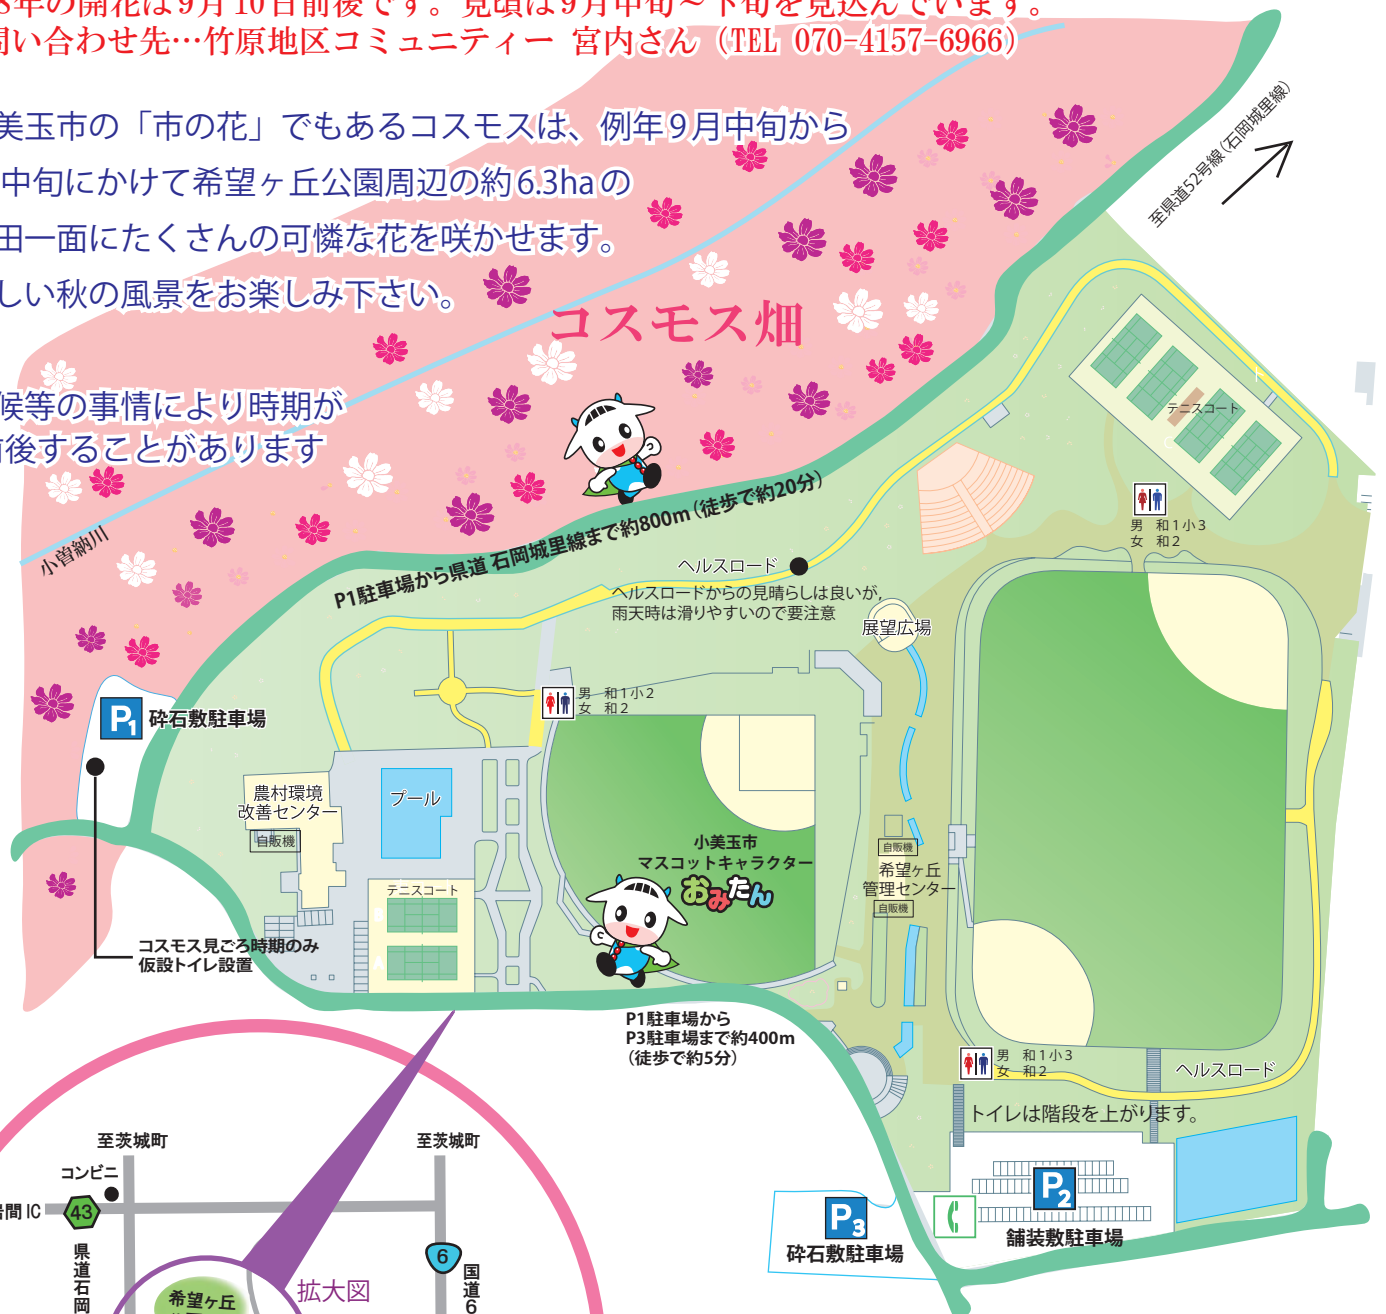 8年の開花は9月10日前後です。見頃は9月中旬～下旬を見込んでいます。
問い合わせ先…竹原地区コミュニティー 宮内さん（TEL 070-4157-6966）
美玉市の「市の花」でもあるコスモスは、例年9月中旬から
中旬にかけて希望ヶ丘公園周辺の約6.3haの
田一面にたくさんの可憐な花を咲かせます。
しい秋の風景をお楽しみ下さい。
候等の事情により時期が
前後することがあります
コスモス畑
至県道52号線（石岡城里線）
小曽納川
P1駐車場から県道 石岡城里線まで約800m（徒歩で約20分）
テニスコート
男 和1小3
女 和2
ヘルスロード
ヘルスロードからの見晴らしは良いが,
雨天時は滑りやすいので要注意
展望広場
男 和1小2
女 和2
P1
砕石敷駐車場
農村環境
改善センター
自販機
プール
テニスコート
小美玉市
マスコットキャラクター
おみたん
自販機
希望ヶ丘
管理センター
自販機
コスモス見ごろ時期のみ
仮設トイレ設置
P1駐車場から
P3駐車場まで約400m
（徒歩で約5分）
男 和1小3
女 和2
ヘルスロード
トイレは階段を上がります。
P2
舗装敷駐車場
P3
砕石敷駐車場
至茨城町
至茨城町
コンビニ
間IC
43
県道石岡
6
国道6
希望ヶ丘
拡大図